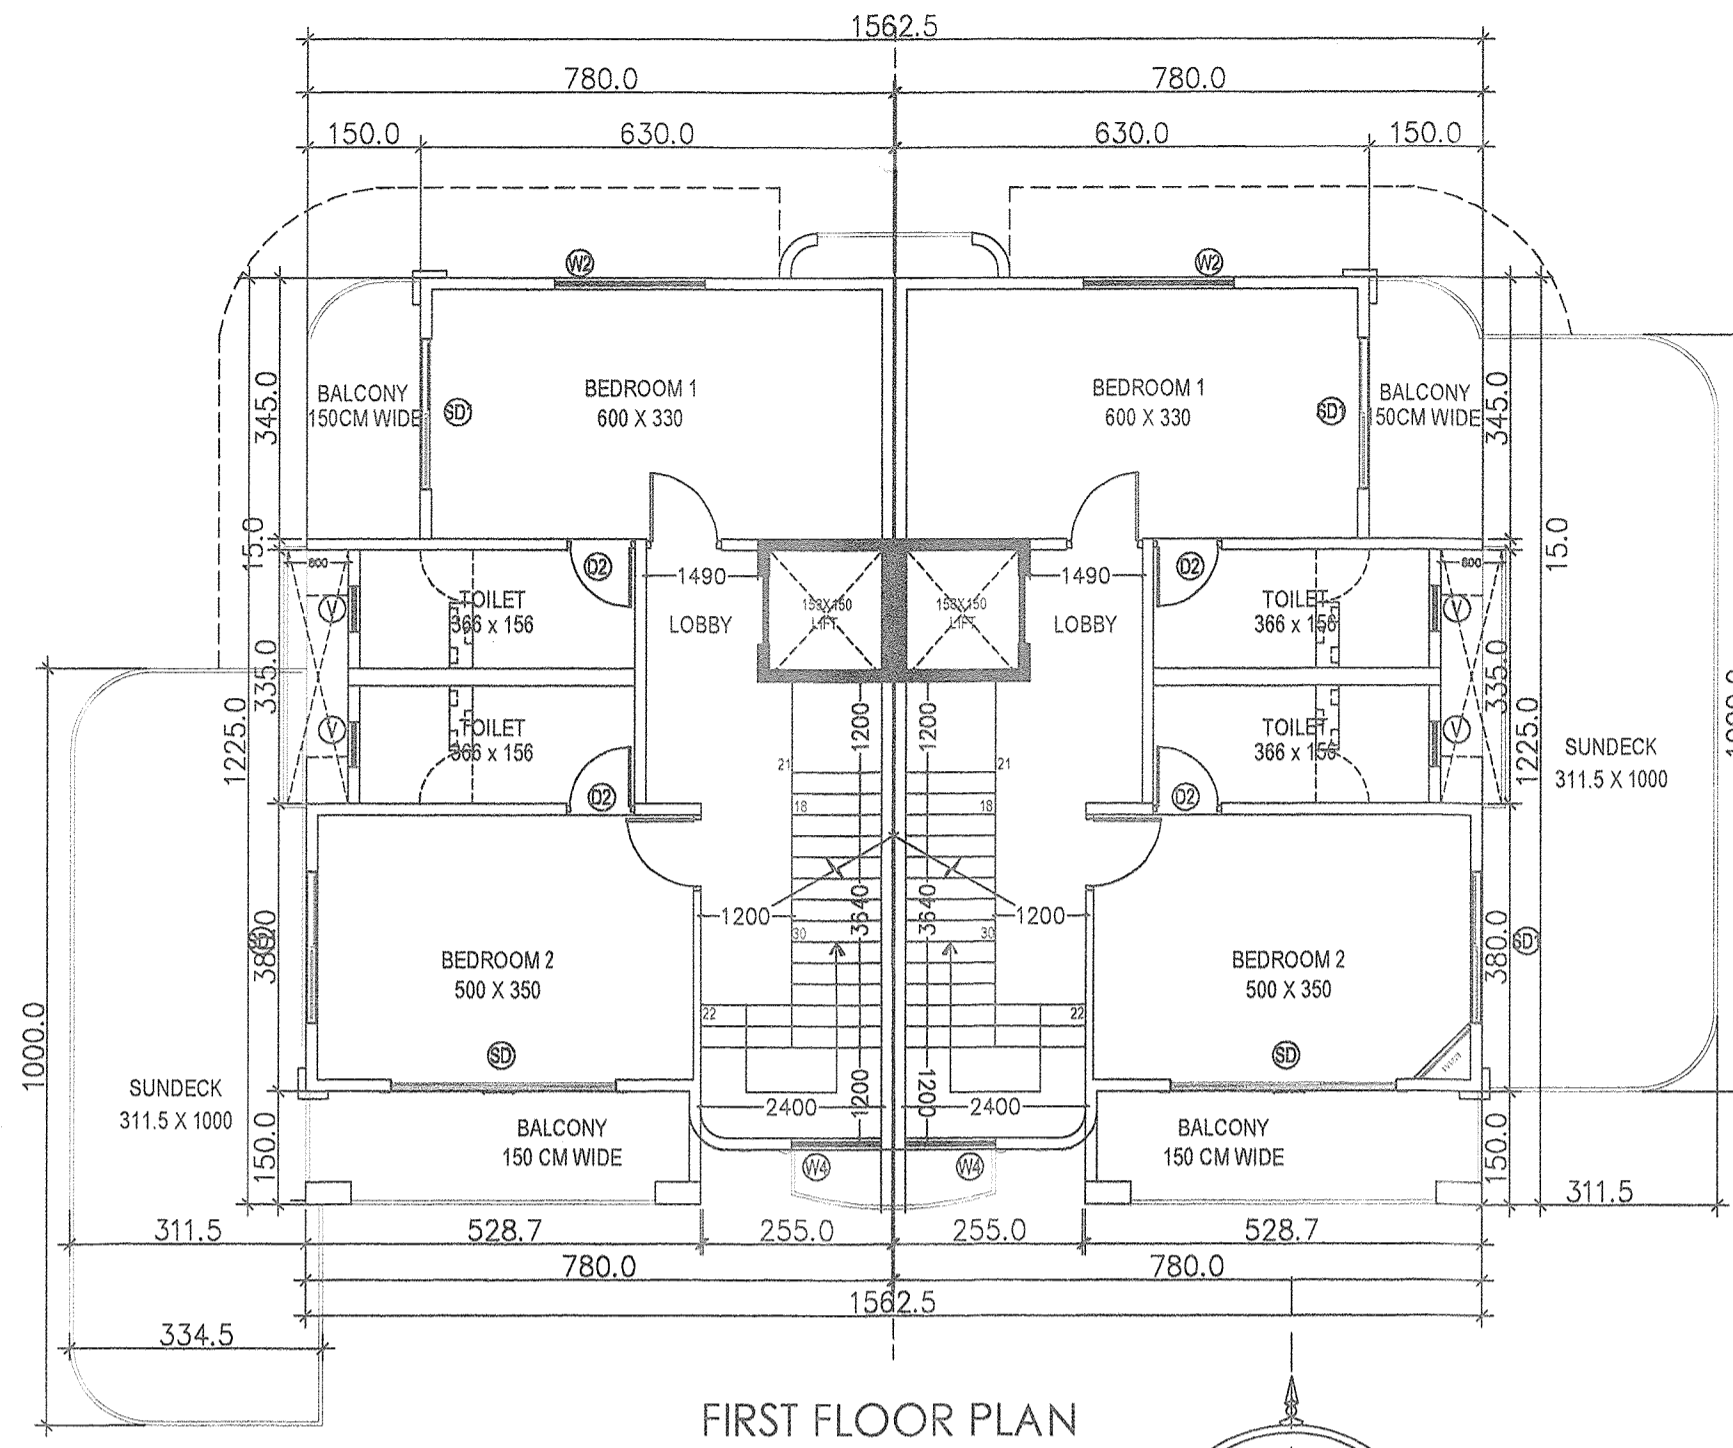 1562.5
780.0 780.0
150.0 630.0 630.0 150.0
W2 W2
BEDROOM 1
600 X 330
BEDROOM 1
600 X 330
BALCONY
150CM WIDE
BALCONY
150CM WIDE
SD1
SD1
345.0
345.0
15.0
15.0
600
600
D2
D2
1490
1490
LOBBY
LOBBY
153X150
LIFT
153X150
LIFT
TOILET
366 x 156
TOILET
366 x 156
V
V
335.0
335.0
1225.0
1225.0
TOILET
366 x 156
TOILET
366 x 156
V
V
D2
D2
SUNDECK
311.5 X 1000
1200
1200
21
21
18
18
1200
1200
3640
3640
30
30
380.0
380.0
BEDROOM 2
500 X 350
BEDROOM 2
500 X 350
22
22
SD
SD
1000.0
SUNDECK
311.5 X 1000
2400
2400
1200
1200
BALCONY
150 CM WIDE
BALCONY
150 CM WIDE
W4 W4
150.0
150.0
311.5
311.5 528.7 255.0 255.0 528.7
780.0 780.0
1562.5
334.5
FIRST FLOOR PLAN